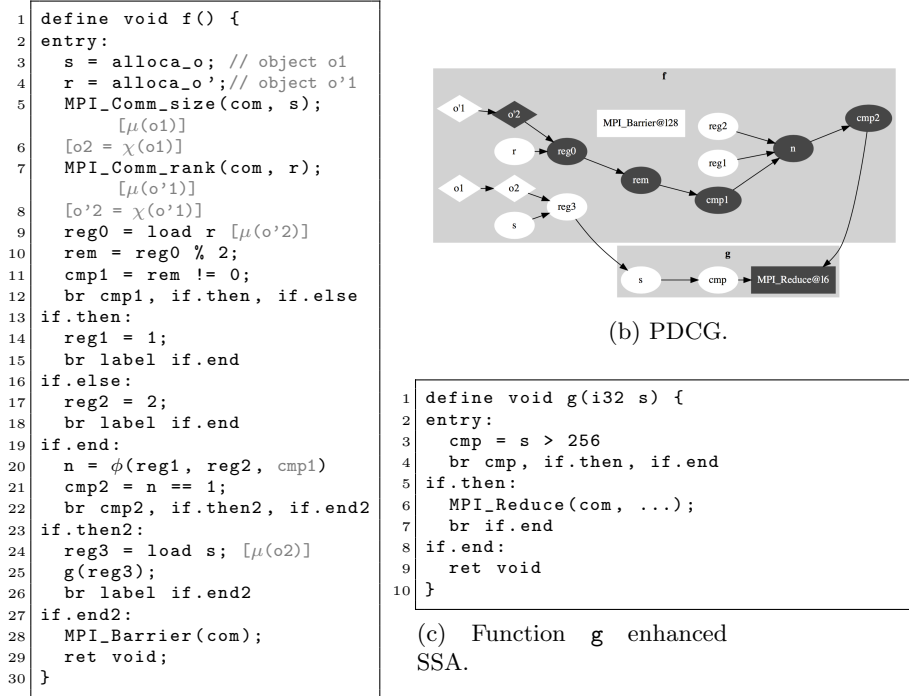 1 define void f() {
2 entry:
3 s = alloca_o; // object o1
4 r = alloca_o';// object o'1
5 MPI_Comm_size(com, s);
[μ(o1)]
6 [o2 = χ(o1)]
7 MPI_Comm_rank(com, r);
[μ(o'1)]
8 [o'2 = χ(o'1)]
9 reg0 = load r [μ(o'2)]
10 rem = reg0 % 2;
11 cmp1 = rem != 0;
12 br cmp1, if.then, if.else
13 if.then:
14 reg1 = 1;
15 br label if.end
16 if.else:
17 reg2 = 2;
18 br label if.end
19 if.end:
20 n = ϕ(reg1, reg2, cmp1)
21 cmp2 = n == 1;
22 br cmp2, if.then2, if.end2
23 if.then2:
24 reg3 = load s; [μ(o2)]
25 g(reg3);
26 br label if.end2
27 if.end2:
28 MPI_Barrier(com);
29 ret void;
30 }
f
o'1
o'2
MPI_Barrier@l28
reg2
cmp2
r
reg0
reg1
n
rem
o1
o2
cmp1
s
reg3
g
s
cmp
MPI_Reduce@l6
(b) PDCG.
1 define void g(i32 s) {
2 entry:
3 cmp = s > 256
4 br cmp, if.then, if.end
5 if.then:
6 MPI_Reduce(com, ...);
7 br if.end
8 if.end:
9 ret void
10 }
(c) Function g enhanced
SSA.